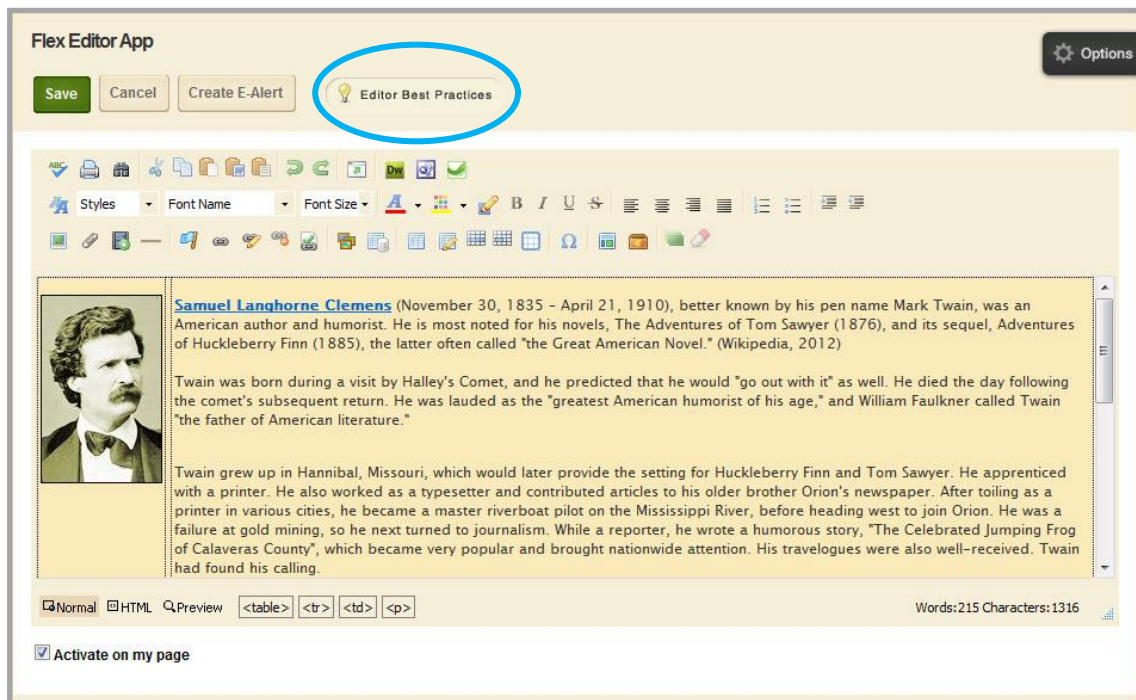 Flex Editor App
Options
Save Cancel Create E-Alert Editor Best Practices
ABC Dw
Styles Font Name Font Size A B I U S
Ω
Samuel Langhorne Clemens (November 30, 1835 – April 21, 1910), better known by his pen name Mark Twain, was an
American author and humorist. He is most noted for his novels, The Adventures of Tom Sawyer (1876), and its sequel, Adventures
of Huckleberry Finn (1885), the latter often called "the Great American Novel." (Wikipedia, 2012)
Twain was born during a visit by Halley's Comet, and he predicted that he would "go out with it" as well. He died the day following
the comet's subsequent return. He was lauded as the "greatest American humorist of his age," and William Faulkner called Twain
"the father of American literature."
Twain grew up in Hannibal, Missouri, which would later provide the setting for Huckleberry Finn and Tom Sawyer. He apprenticed
with a printer. He also worked as a typesetter and contributed articles to his older brother Orion's newspaper. After toiling as a
printer in various cities, he became a master riverboat pilot on the Mississippi River, before heading west to join Orion. He was a
failure at gold mining, so he next turned to journalism. While a reporter, he wrote a humorous story, "The Celebrated Jumping Frog
of Calaveras County", which became very popular and brought nationwide attention. His travelogues were also well-received. Twain
had found his calling.
Normal HTML Preview <table> <tr> <td> <p> Words:215 Characters:1316
Activate on my page